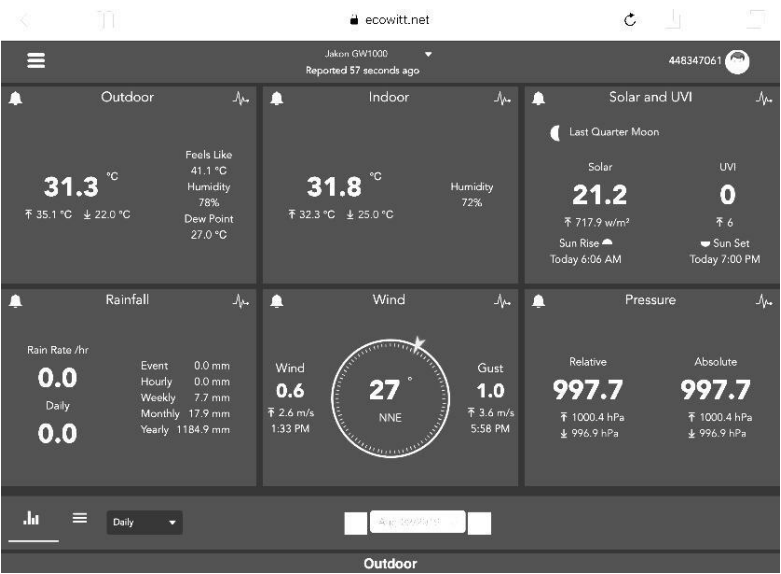 ecowitt.net
Jakon GW1000
Reported 57 seconds ago
448347061
Outdoor
31.3 °C
35.1 °C 22.0 °C
Feels Like
41.1 °C
Humidity
78%
Dew Point
27.0 °C
Indoor
31.8 °C
32.3 °C 25.0 °C
Humidity
72%
Solar and UVI
Last Quarter Moon
Solar
21.2
717.9 w/m²
UVI
0
6
Sun Rise
Today 6:06 AM
Sun Set
Today 7:00 PM
Rainfall
Rain Rate /hr
0.0
Daily
0.0
Event 0.0 mm
Hourly 0.0 mm
Weekly 7.7 mm
Monthly 17.9 mm
Yearly 1184.9 mm
Wind
Wind
0.6
2.6 m/s
1:33 PM
27 °
NNE
Gust
1.0
3.6 m/s
5:58 PM
Pressure
Relative
997.7
1000.4 hPa
996.9 hPa
Absolute
997.7
1000.4 hPa
996.9 hPa
Daily
Outdoor